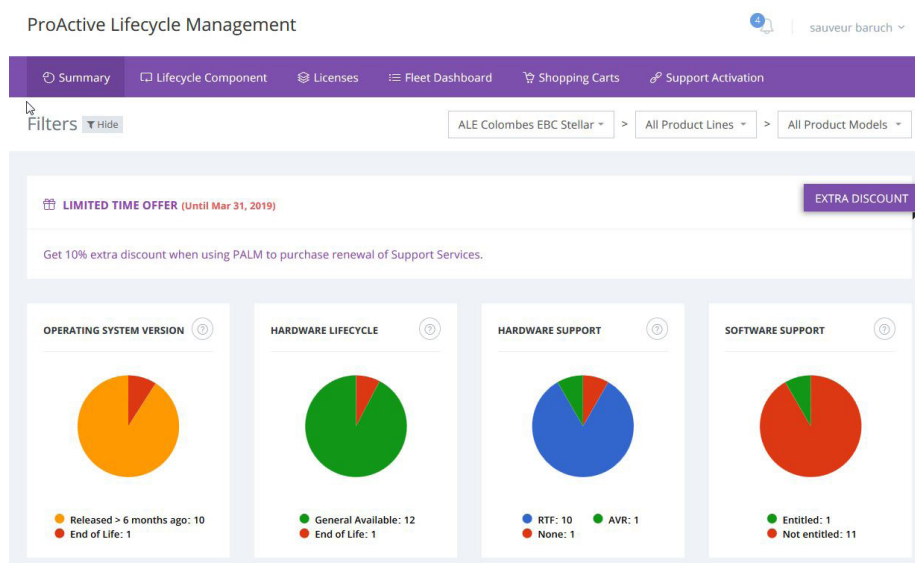 ProActive Lifecycle Management
4
sauveur baruch
Summary Lifecycle Component Licenses Fleet Dashboard Shopping Carts Support Activation
Filters Hide ALE Colombes EBC Stellar > All Product Lines > All Product Models
LIMITED TIME OFFER (Until Mar 31, 2019) EXTRA DISCOUNT
Get 10% extra discount when using PALM to purchase renewal of Support Services.
OPERATING SYSTEM VERSION ?
Released > 6 months ago: 10
End of Life: 1
HARDWARE LIFECYCLE ?
General Available: 12
End of Life: 1
HARDWARE SUPPORT ?
RTF: 10 AVR: 1
None: 1
SOFTWARE SUPPORT ?
Entitled: 1
Not entitled: 11